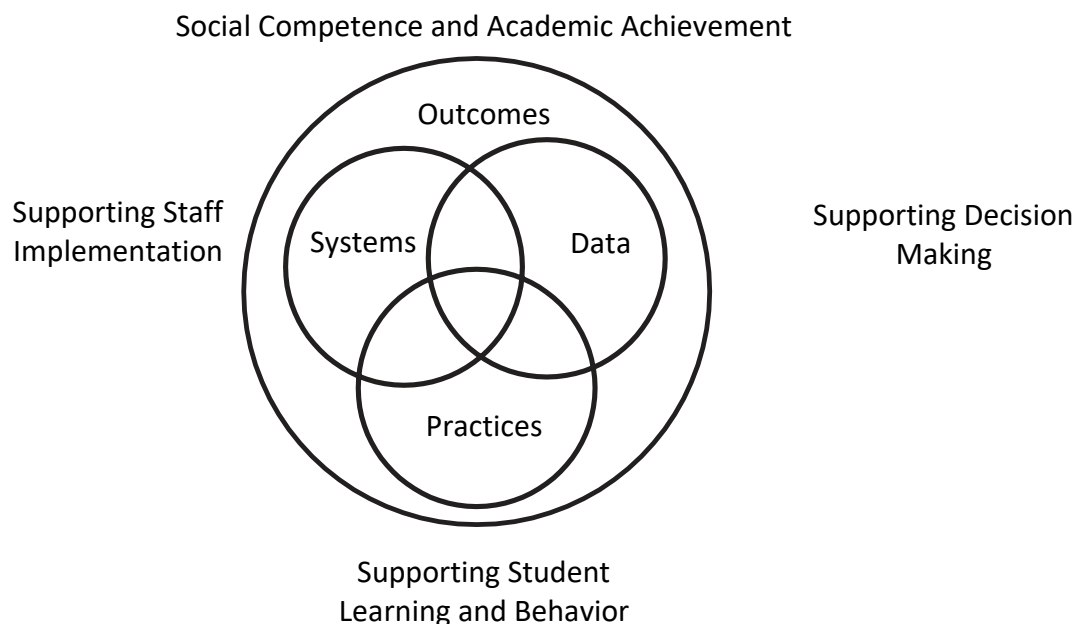 Social Competence and Academic Achievement
Outcomes
Supporting Staff
Implementation
Systems
Data
Supporting Decision
Making
Practices
Supporting Student
Learning and Behavior